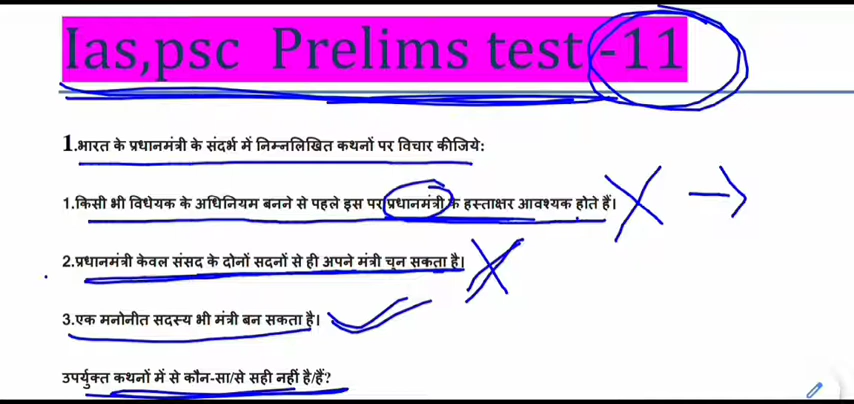 Ias,psc Prelims test -11
1.भारत के प्रधानमंत्री के संदर्भ में निम्नलिखित कथनों पर विचार कीजिये:
1.किसी भी विधेयक के अधिनियम बनने से पहले इस पर प्रधानमंत्री के हस्ताक्षर आवश्यक होते हैं।
2.प्रधानमंत्री केवल संसद के दोनों सदनों से ही अपने मंत्री चुन सकता है।
3.एक मनोनीत सदस्य भी मंत्री बन सकता है।
उपर्युक्त कथनों में से कौन-सा/से सही नहीं है/हैं?